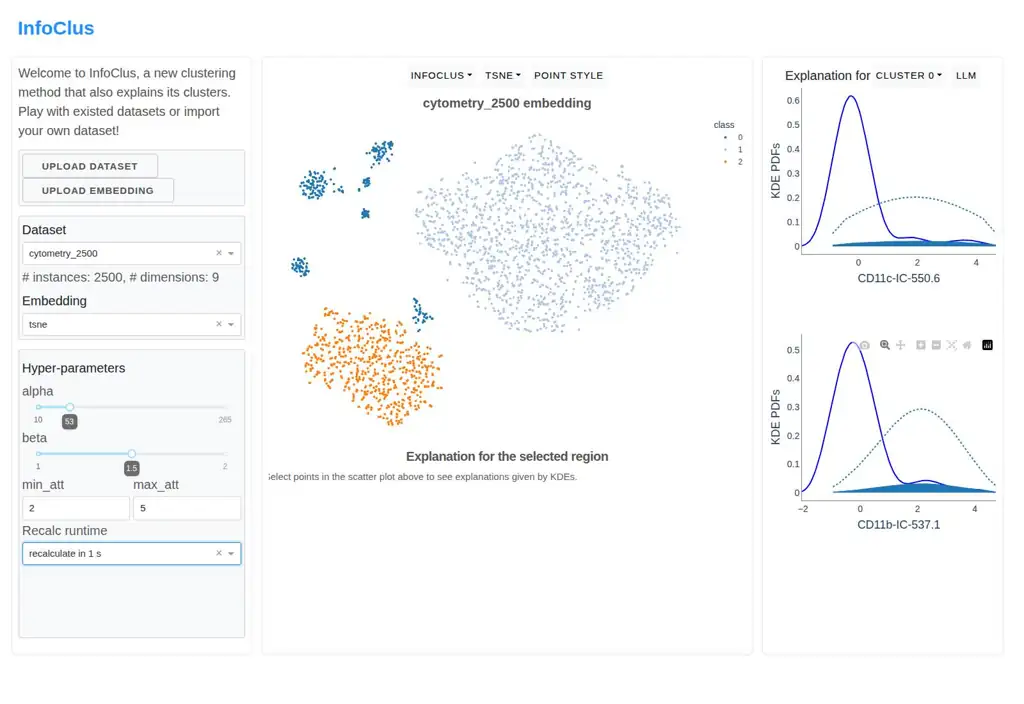 InfoClus
Welcome to InfoClus, a new clustering
method that also explains its clusters.
Play with existed datasets or import
your own dataset!
UPLOAD DATASET
UPLOAD EMBEDDING
Dataset
cytometry_2500
# instances: 2500, # dimensions: 9
Embedding
tsne
Hyper-parameters
alpha
10 53 265
beta
1 1.5 2
min_att max_att
2 5
Recalc runtime
recalculate in 1 s
INFOCLUS TSNE POINT STYLE
cytometry_2500 embedding
class
0
1
2
Explanation for the selected region
select points in the scatter plot above to see explanations given by KDEs.
Explanation for CLUSTER 0 LLM
KDE PDFs
0.6
0.5
0.4
0.3
0.2
0.1
0
0 2 4
CD11c-IC-550.6
KDE PDFs
0.5
0.4
0.3
0.2
0.1
0
−2 0 2 4
CD11b-IC-537.1